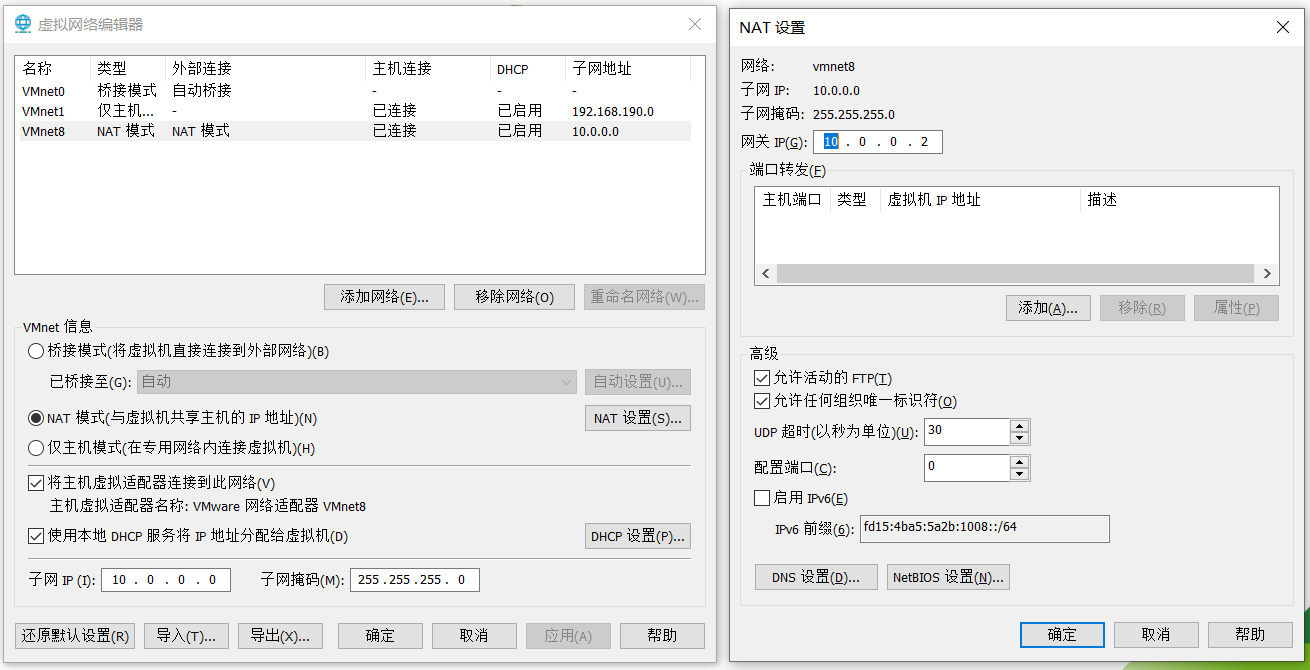 虚拟网络编辑器
名称 类型 外部连接 主机连接 DHCP 子网地址
VMnet0 桥接模式 自动桥接 - - -
VMnet1 仅主机... - 已连接 已启用 192.168.190.0
VMnet8 NAT 模式 NAT 模式 已连接 已启用 10.0.0.0
添加网络(E)... 移除网络(O) 重命名网络(W)...
VMnet 信息
桥接模式(将虚拟机直接连接到外部网络)(B)
已桥接至(G): 自动 自动设置(U)...
NAT 模式(与虚拟机共享主机的 IP 地址)(N) NAT 设置(S)...
仅主机模式(在专用网络内连接虚拟机)(H)
将主机虚拟适配器连接到此网络(V)
主机虚拟适配器名称: VMware 网络适配器 VMnet8
使用本地 DHCP 服务将 IP 地址分配给虚拟机(D) DHCP 设置(P)...
子网 IP (I): 10 . 0 . 0 . 0 子网掩码(M): 255 . 255 . 255 . 0
还原默认设置(R) 导入(T)... 导出(X)... 确定 取消 应用(A) 帮助
NAT 设置
网络: vmnet8
子网 IP: 10.0.0.0
子网掩码: 255.255.255.0
网关 IP(G): 10 . 0 . 0 . 2
端口转发(F)
主机端口 类型 虚拟机 IP 地址 描述
添加(A)... 移除(R) 属性(P)
高级
允许活动的 FTP(T)
允许任何组织唯一标识符(O)
UDP 超时(以秒为单位)(U): 30
配置端口(C): 0
启用 IPv6(E)
IPv6 前缀(6): fd15:4ba5:5a2b:1008::/64
DNS 设置(D)... NetBIOS 设置(N)...
确定 取消 帮助